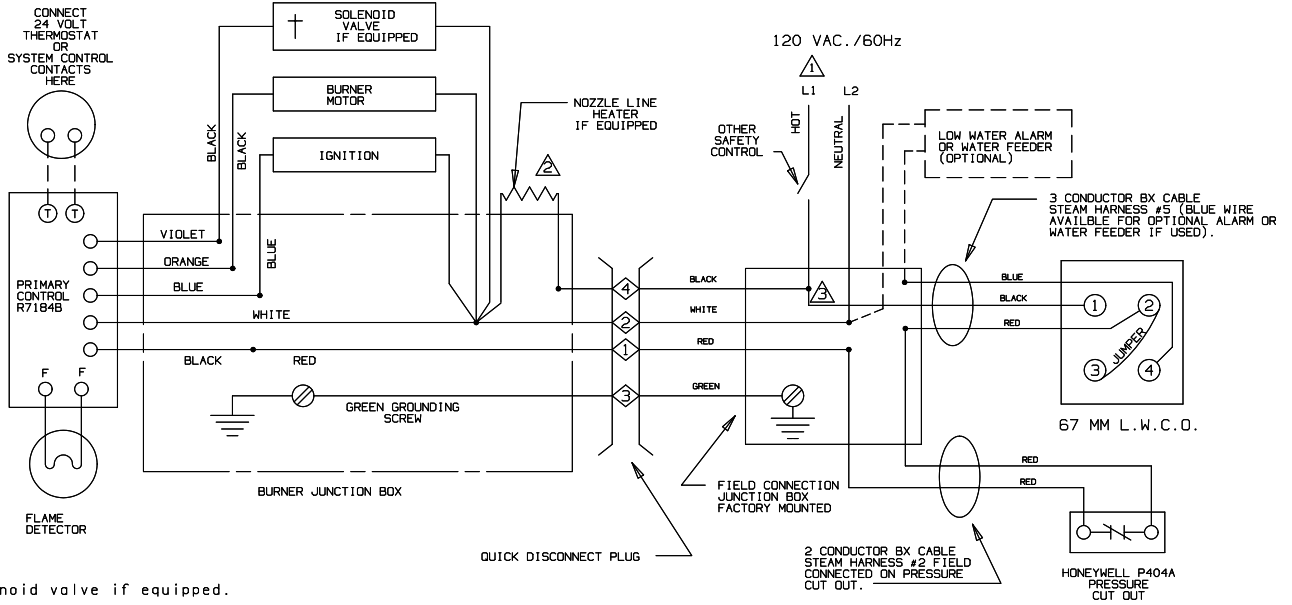 CONNECT
24 VOLT
THERMOSTAT
OR
SYSTEM CONTROL
CONTACTS
HERE
SOLENOID
VALVE
IF EQUIPPED
BURNER
MOTOR
IGNITION
BLACK
BLACK
BLUE
NOZZLE LINE
HEATER
IF EQUIPPED
2
120 VAC./60Hz
1
L1
L2
HOT
NEUTRAL
OTHER
SAFETY
CONTROL
LOW WATER ALARM
OR WATER FEEDER
(OPTIONAL)
3 CONDUCTOR BX CABLE
STEAM HARNESS #5 (BLUE WIRE
AVAILBLE FOR OPTIONAL ALARM OR
WATER FEEDER IF USED).
T
T
VIOLET
ORANGE
BLUE
WHITE
BLACK
RED
PRIMARY
CONTROL
R7184B
F
F
FLAME
DETECTOR
GREEN GROUNDING
SCREW
BURNER JUNCTION BOX
4
2
1
3
BLACK
WHITE
RED
GREEN
3
BLUE
BLACK
RED
1
2
3
4
JUMPER
67 MM L.W.C.O.
RED
RED
FIELD CONNECTION
JUNCTION BOX
FACTORY MOUNTED
QUICK DISCONNECT PLUG
2 CONDUCTOR BX CABLE
STEAM HARNESS #2 FIELD
CONNECTED ON PRESSURE
CUT OUT.
HONEYWELL P404A
PRESSURE
CUT OUT
noid valve if equipped.